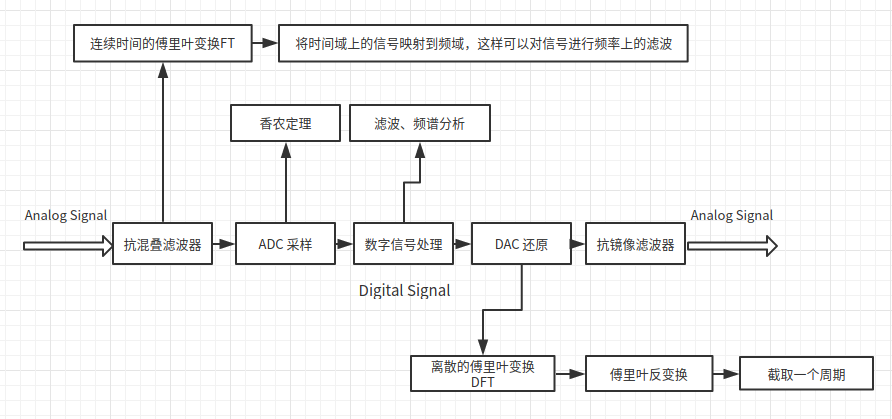 连续时间的傅里叶变换FT
将时间域上的信号映射到频域，这样可以对信号进行频率上的滤波
香农定理
滤波、频谱分析
Analog Signal
Analog Signal
抗混叠滤波器
ADC 采样
数字信号处理
DAC 还原
抗镜像滤波器
Digital Signal
离散的傅里叶变换
DFT
傅里叶反变换
截取一个周期